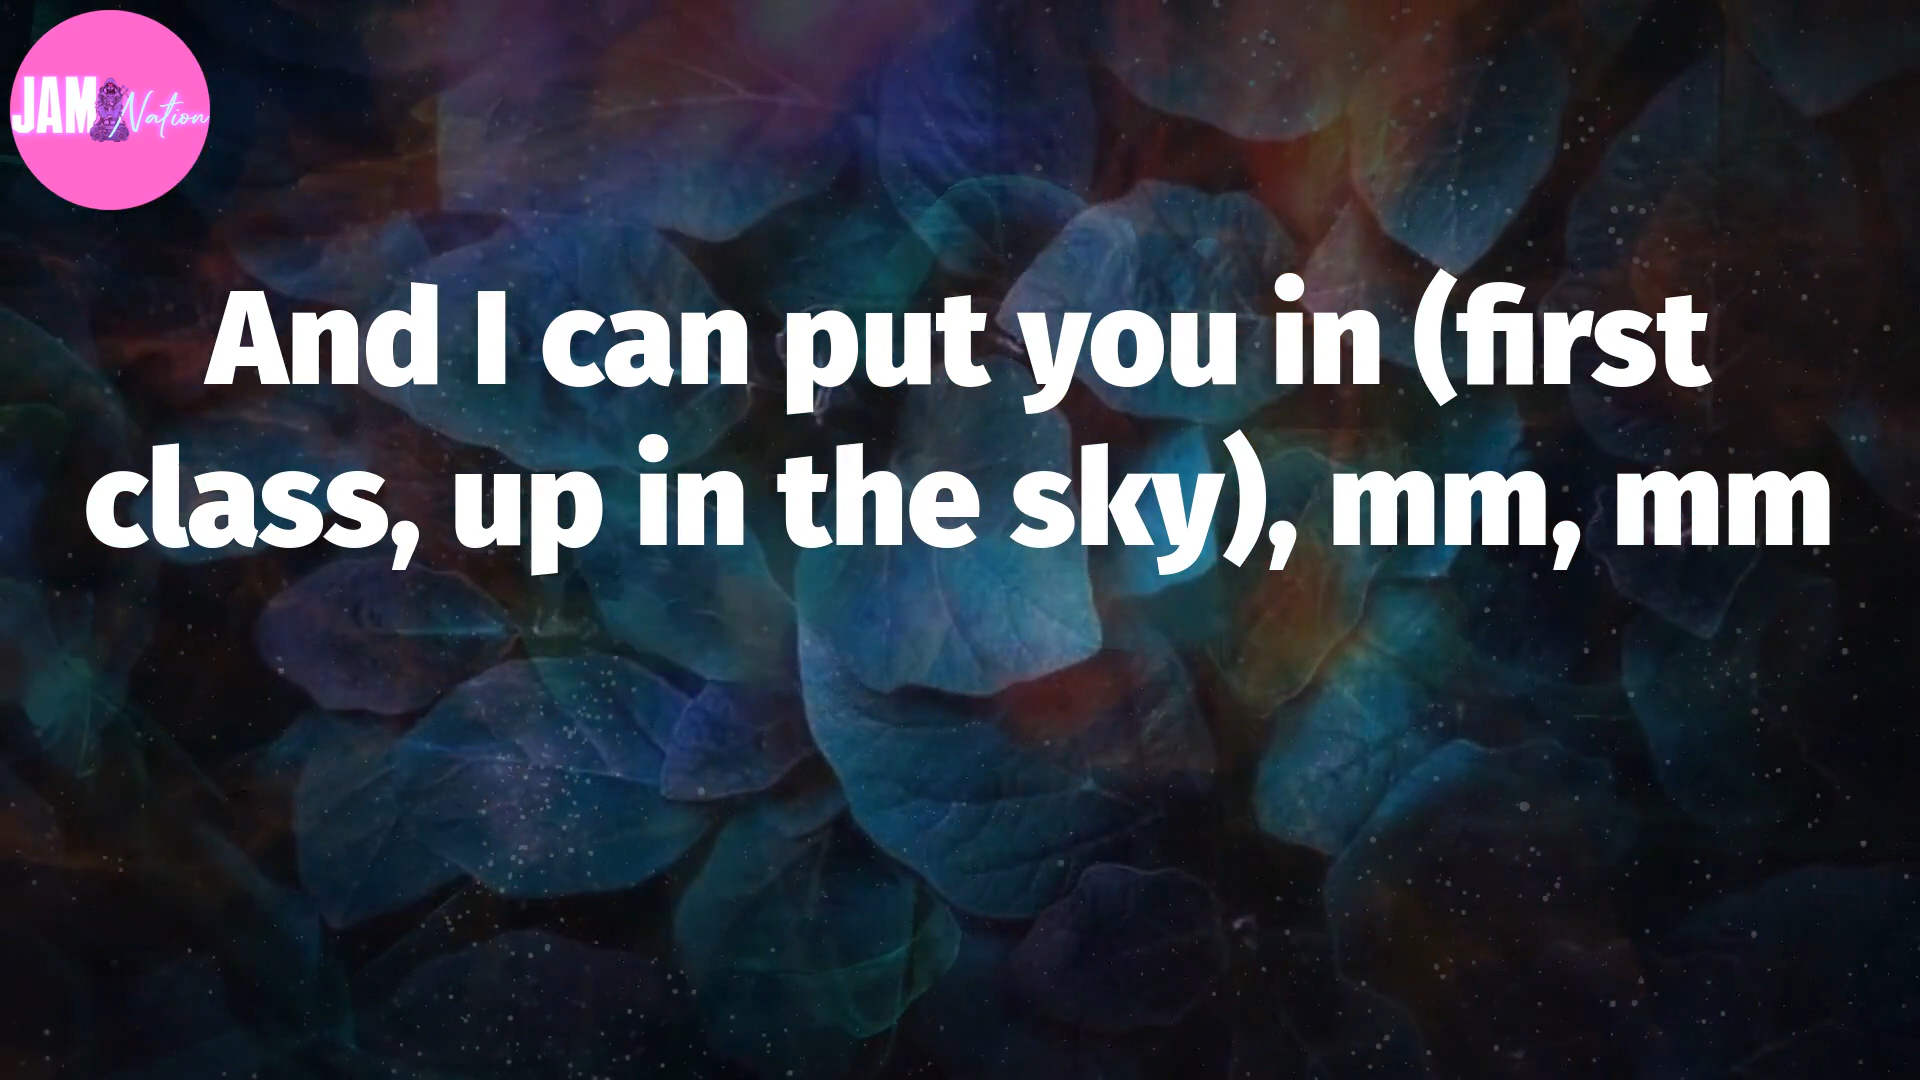 JAM Nation
And I can put you in (first
class, up in the sky), mm, mm